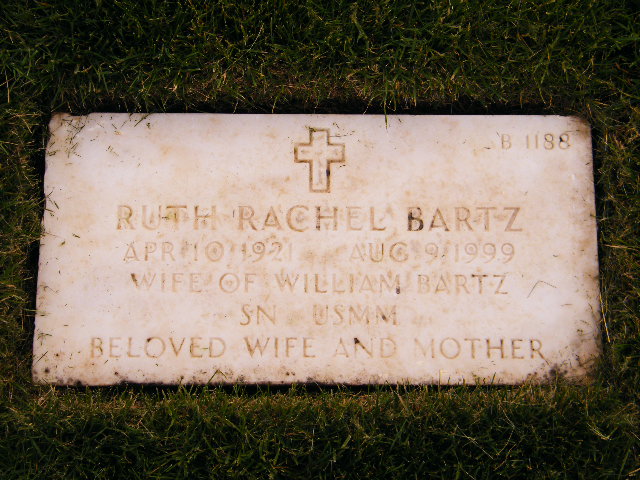 B 1188
RUTH RACHEL BARTZ
APR 10 1921 AUG 9 1999
WIFE OF WILLIAM BARTZ
SN USMM
BELOVED WIFE AND MOTHER